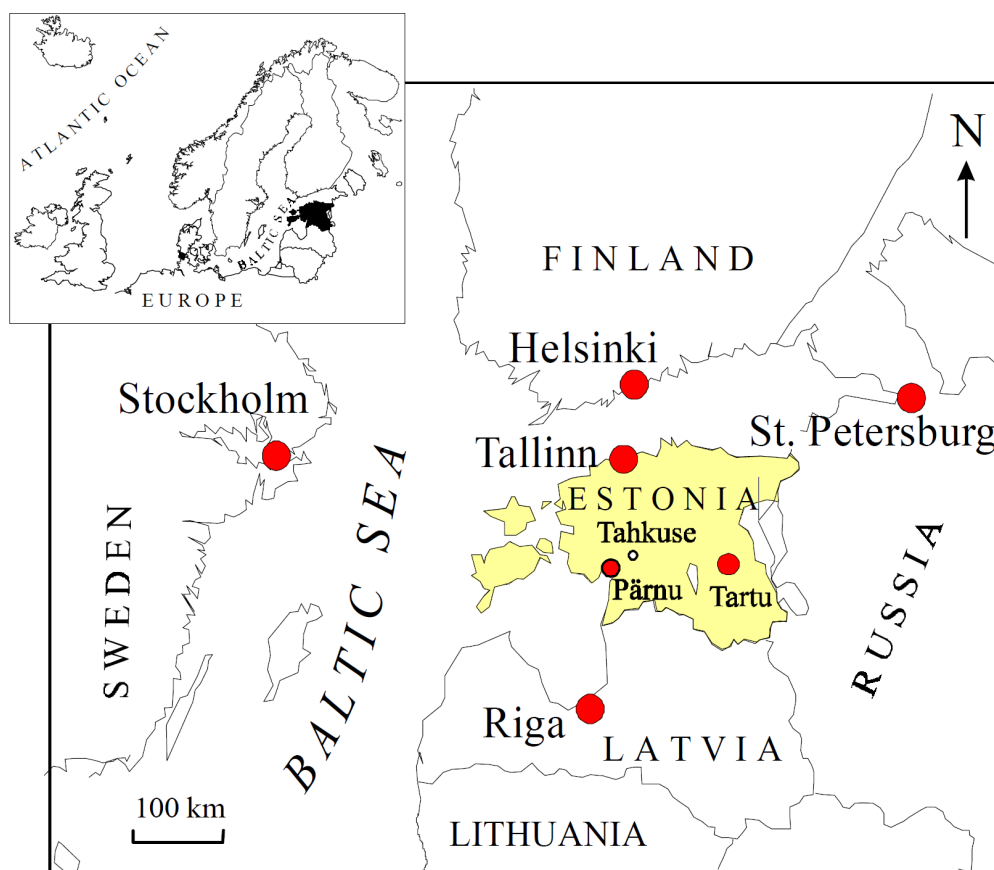 ATLANTIC OCEAN
BALTIC SEA
EUROPE
N
FINLAND
Helsinki
Stockholm
St. Petersburg
Tallinn
ESTONIA
Tahkuse
Pärnu
Tartu
SWEDEN
BALTIC SEA
RUSSIA
Riga
LATVIA
100 km
LITHUANIA